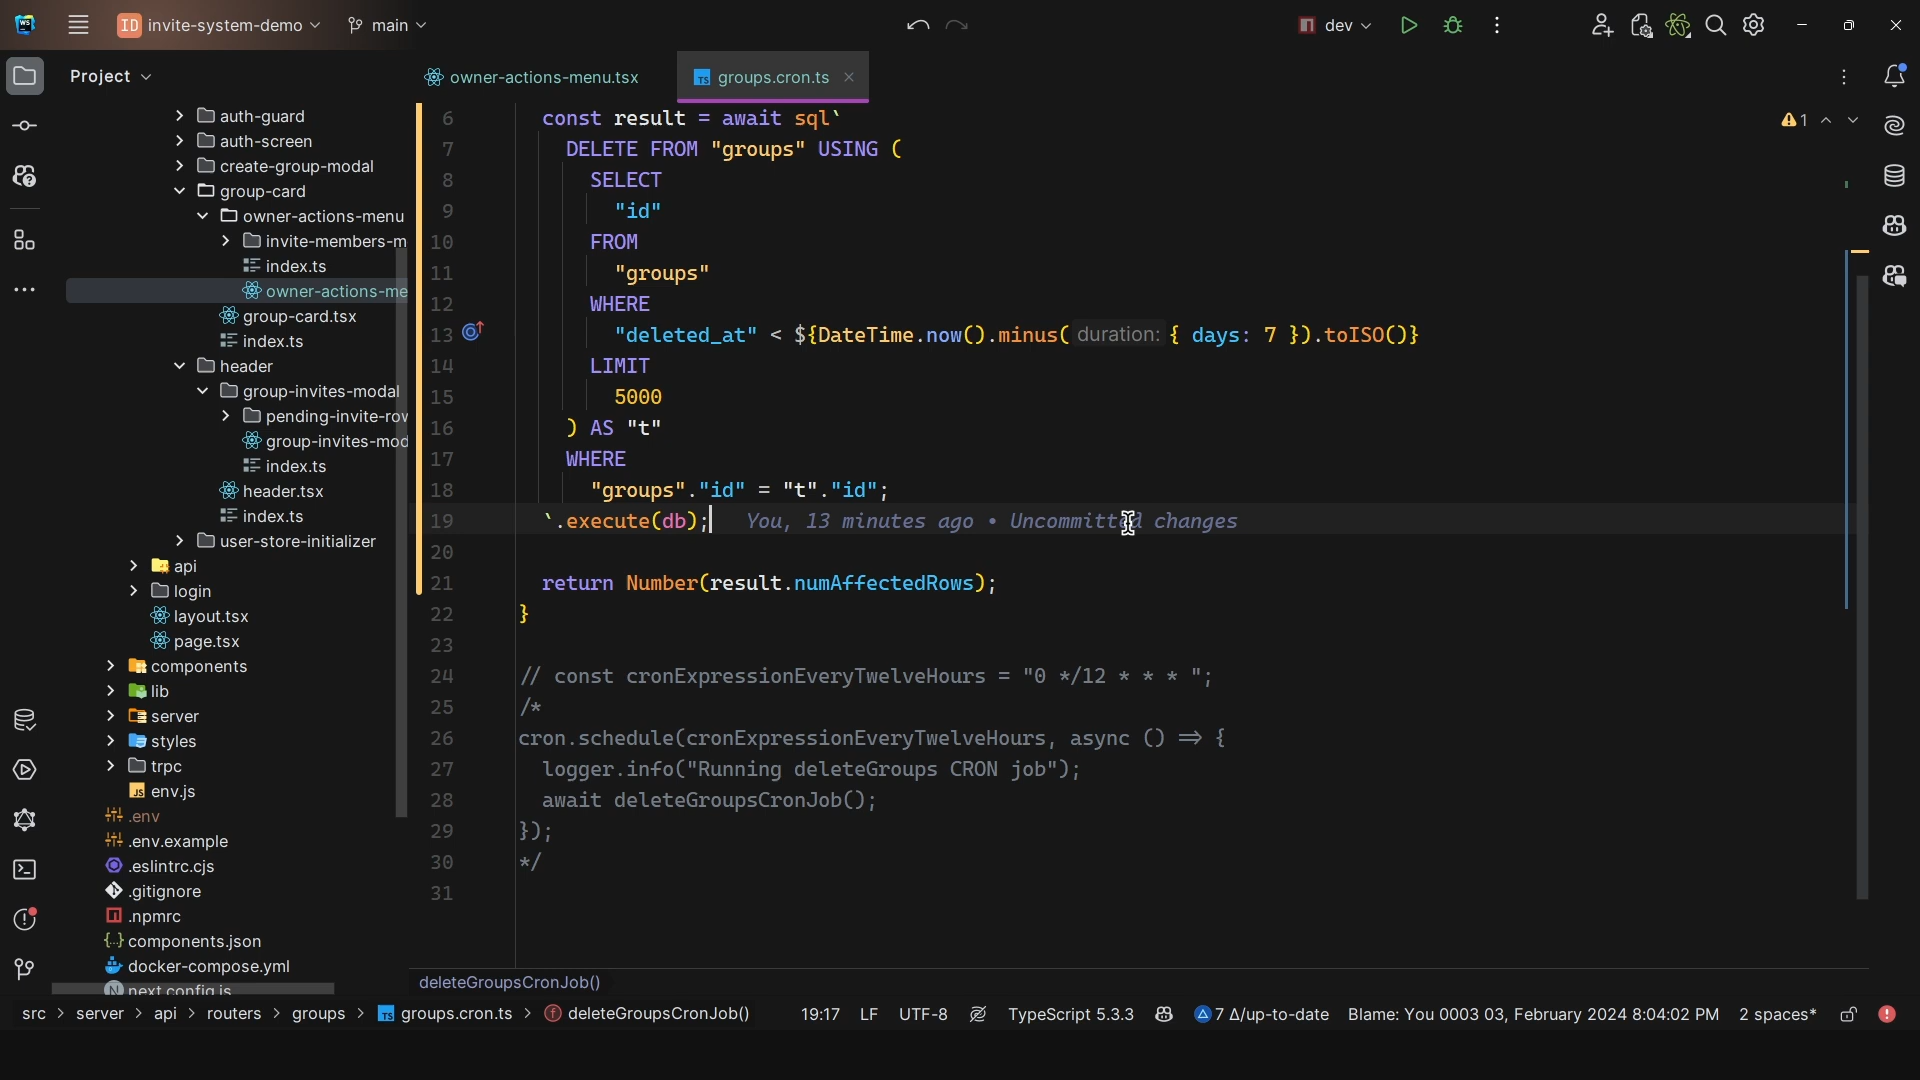 WS
ID invite-system-demo
main
dev
Project
owner-actions-menu.tsx
TS groups.cron.ts
auth-guard
auth-screen
create-group-modal
group-card
owner-actions-menu
invite-members-m
index.ts
owner-actions-me
group-card.tsx
index.ts
header
group-invites-modal
pending-invite-row
group-invites-mod
index.ts
header.tsx
index.ts
user-store-initializer
api
login
layout.tsx
page.tsx
components
lib
server
styles
trpc
JS env.js
.env
.env.example
.eslintrc.cjs
.gitignore
.npmrc
components.json
docker-compose.yml
next.config.js
1
6 const result = await sql`
7 DELETE FROM "groups" USING (
8 SELECT
9 "id"
10 FROM
11 "groups"
12 WHERE
13 "deleted_at" < ${DateTime.now().minus( duration: { days: 7 }).toISO()}
14 LIMIT
15 5000
16 ) AS "t"
17 WHERE
18 "groups"."id" = "t"."id";
19 `.execute(db); You, 13 minutes ago • Uncommitted changes
20
21 return Number(result.numAffectedRows);
22 }
23
24 // const cronExpressionEveryTwelveHours = "0 */12 * * * ";
25 /*
26 cron.schedule(cronExpressionEveryTwelveHours, async () => {
27 logger.info("Running deleteGroups CRON job");
28 await deleteGroupsCronJob();
29 });
30 */
31
deleteGroupsCronJob()
src > server > api > routers > groups > TS groups.cron.ts > f deleteGroupsCronJob()
19:17 LF UTF-8 TypeScript 5.3.3 7 Δ/up-to-date Blame: You 0003 03, February 2024 8:04:02 PM 2 spaces*